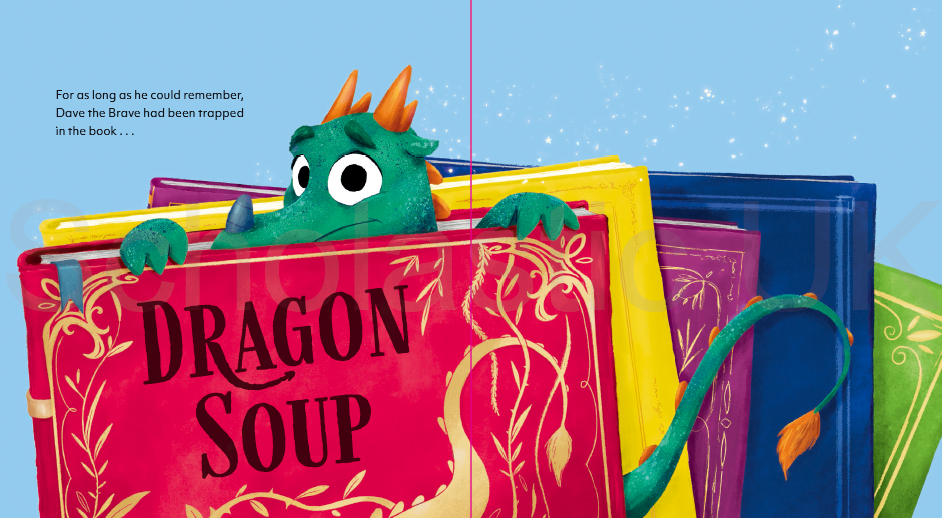 For as long as he could remember,
Dave the Brave had been trapped
in the book . . .
DRAGON
SOUP
Scholastic UK